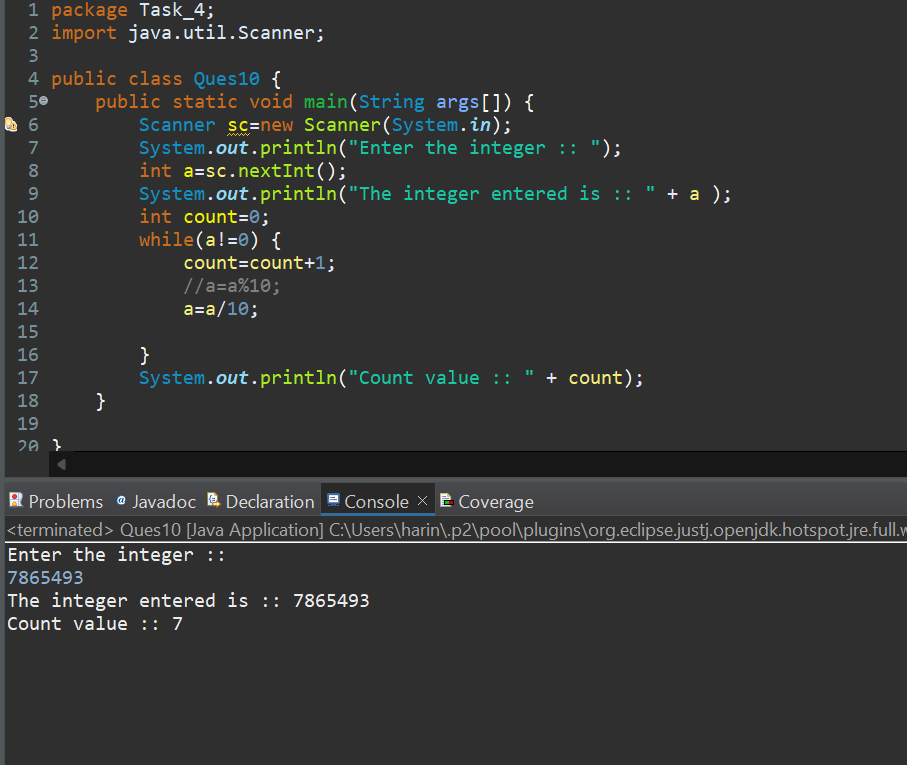 1 package Task_4;
2 import java.util.Scanner;
3
4 public class Ques10 {
5     public static void main(String args[]) {
6         Scanner sc=new Scanner(System.in);
7         System.out.println("Enter the integer :: ");
8         int a=sc.nextInt();
9         System.out.println("The integer entered is :: " + a );
10         int count=0;
11         while(a!=0) {
12             count=count+1;
13             //a=a%10;
14             a=a/10;
15
16         }
17         System.out.println("Count value :: " + count);
18     }
19
20 }
Problems @ Javadoc Declaration Console × Coverage
<terminated> Ques10 [Java Application] C:\Users\harin\.p2\pool\plugins\org.eclipse.justj.openjdk.hotspot.jre.full.w
Enter the integer ::
7865493
The integer entered is :: 7865493
Count value :: 7